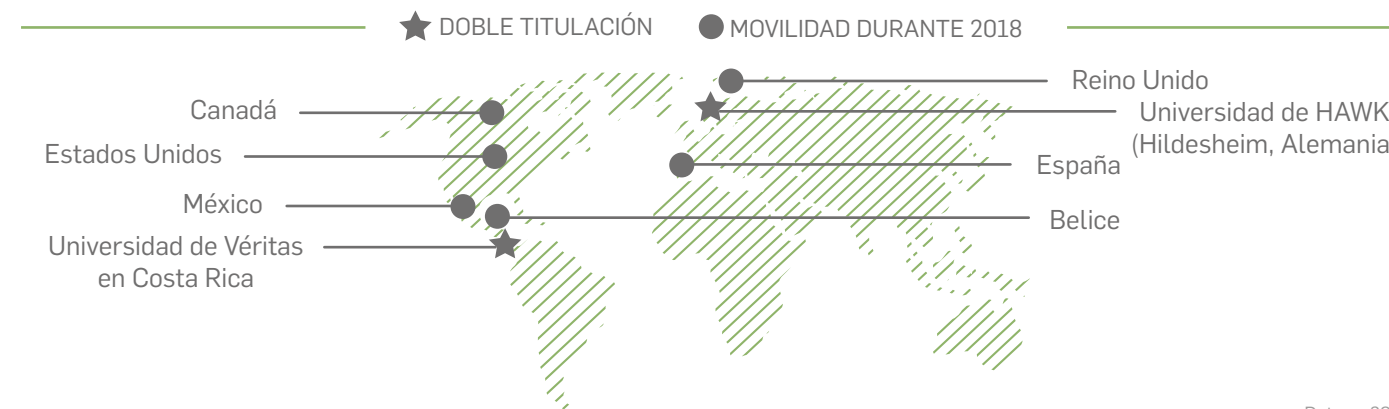 DOBLE TITULACIÓN
MOVILIDAD DURANTE 2018
Canadá
Estados Unidos
México
Universidad de Véritas
en Costa Rica
Reino Unido
Universidad de HAWK
(Hildesheim, Alemania
España
Belice